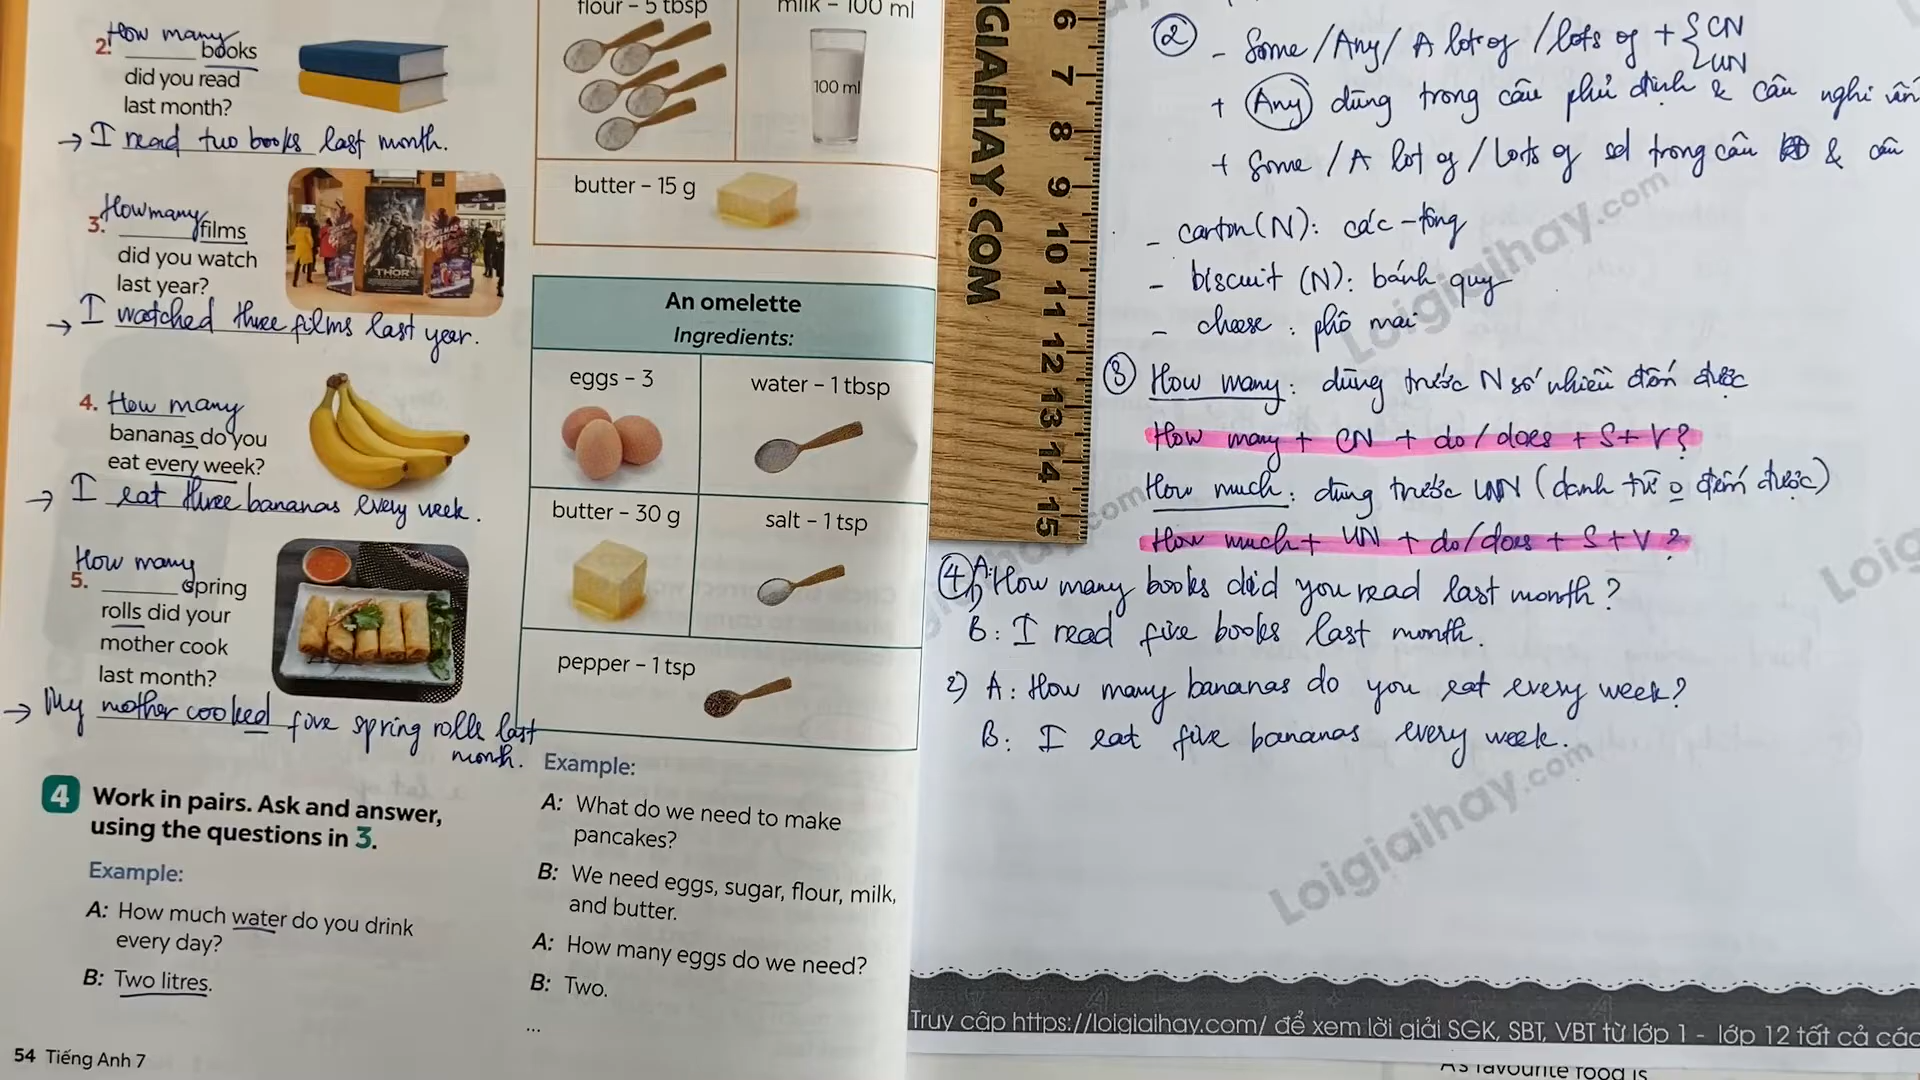 How many
2. ______ books
did you read
last month?
→ I read two books last month.
How many
3. ______ films
did you watch
last year?
→ I watched three films last year.
4. How many
bananas do you
eat every week?
→ I eat three bananas every week.
How many
5. ______ spring
rolls did your
mother cook
last month?
→ My mother cooked five spring rolls last
month.
4 Work in pairs. Ask and answer,
using the questions in 3.
Example:
A: How much water do you drink
every day?
B: Two litres.
54 Tiếng Anh 7
flour – 5 tbsp
milk – 100 ml
100 ml
butter – 15 g
THOR
An omelette
Ingredients:
eggs – 3
water – 1 tbsp
butter – 30 g
salt – 1 tsp
pepper – 1 tsp
Example:
A: What do we need to make
pancakes?
B: We need eggs, sugar, flour, milk,
and butter.
A: How many eggs do we need?
B: Two.
...
IGIAIHAY.COM
6 7 8 9 10 11 12 13 14 15
② - Some / Any / A lot of / lots of + { CN
UN
+ Any dùng trong câu phủ định & câu nghi vấn
+ Some / A lot of / Lots of sd trong câu & câu
- carton (N): các-tông
- biscuit (N): bánh quy
- cheese : phô mai
③ How many: dùng trước N số nhiều đếm được
How many + CN + do / does + S + V?
How much: dùng trước UNN (danh từ o đếm được)
How much + UN + do / does + S + V?
④ 1) A: How many books did you read last month?
B: I read five books last month.
2) A: How many bananas do you eat every week?
B: I eat five bananas every week.
Loigiaihay.com
Loigiaihay.com
Loig
Truy cập https://loigiaihay.com/ để xem lời giải SGK, SBT, VBT từ lớp 1 - lớp 12 tất cả các
A's favourite food is